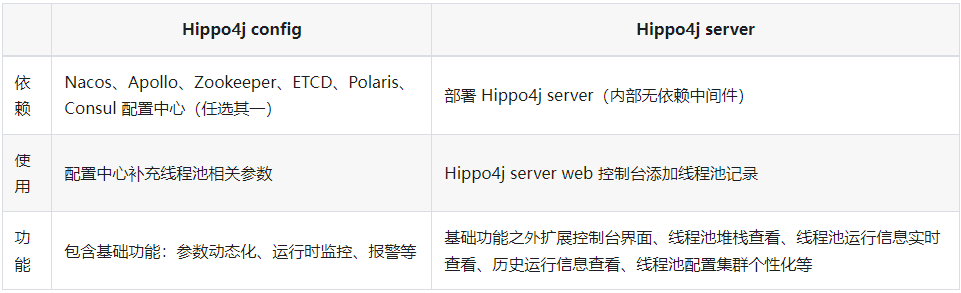 Hippo4j config
Hippo4j server
依
赖
Nacos、Apollo、Zookeeper、ETCD、Polaris、
Consul 配置中心（任选其一）
部署 Hippo4j server（内部无依赖中间件）
使
用
配置中心补充线程池相关参数
Hippo4j server web 控制台添加线程池记录
功
能
包含基础功能：参数动态化、运行时监控、报警等
基础功能之外扩展控制台界面、线程池堆栈查看、线程池运行信息实时
查看、历史运行信息查看、线程池配置集群个性化等